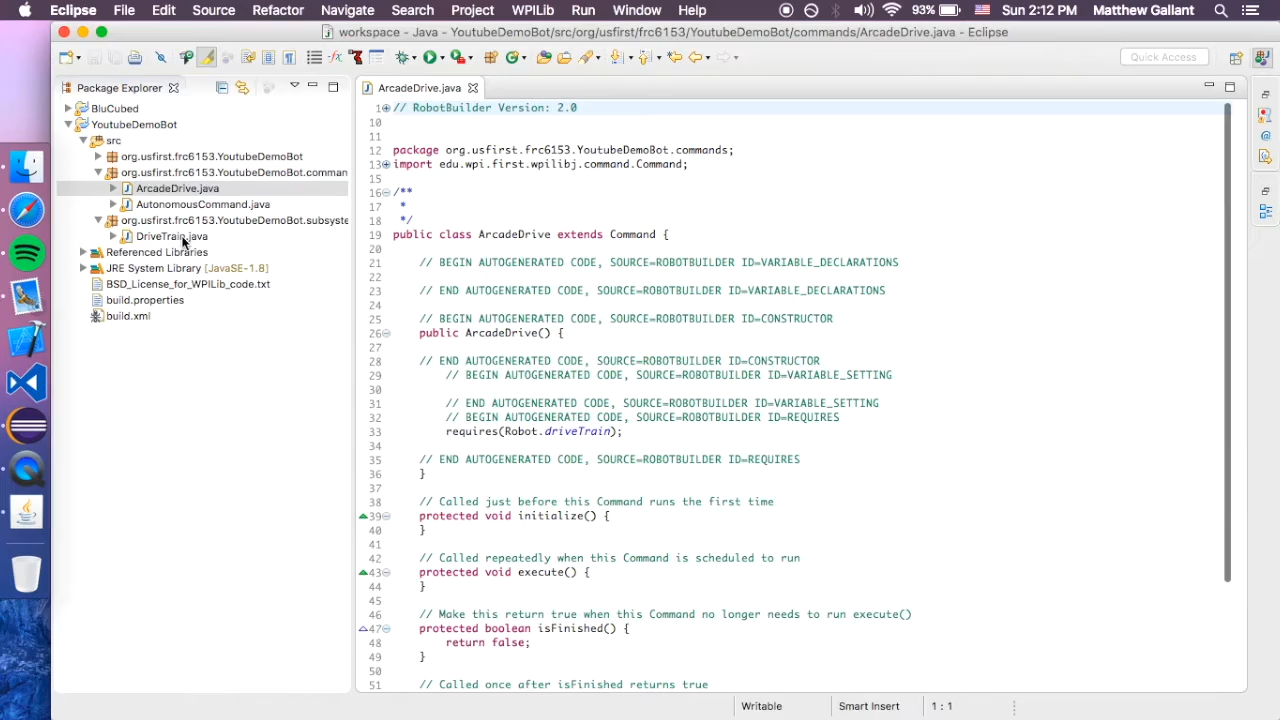 Eclipse File Edit Source Refactor Navigate Search Project WPILib Run Window Help 93% Sun 2:12 PM Matthew Gallant
workspace - Java - YoutubeDemoBot/src/org/usfirst/frc6153/YoutubeDemoBot/commands/ArcadeDrive.java - Eclipse
Quick Access
Package Explorer
BluCubed
YoutubeDemoBot
src
org.usfirst.frc6153.YoutubeDemoBot
org.usfirst.frc6153.YoutubeDemoBot.comman
ArcadeDrive.java
AutonomousCommand.java
org.usfirst.frc6153.YoutubeDemoBot.subsyste
DriveTrain.java
Referenced Libraries
JRE System Library [JavaSE-1.8]
BSD_License_for_WPILib_code.txt
build.properties
build.xml
ArcadeDrive.java
1 // RobotBuilder Version: 2.0
10
11
12 package org.usfirst.frc6153.YoutubeDemoBot.commands;
13 import edu.wpi.first.wpilibj.command.Command;
15
16 /**
17 *
18 */
19 public class ArcadeDrive extends Command {
20
21 // BEGIN AUTOGENERATED CODE, SOURCE=ROBOTBUILDER ID=VARIABLE_DECLARATIONS
22
23 // END AUTOGENERATED CODE, SOURCE=ROBOTBUILDER ID=VARIABLE_DECLARATIONS
24
25 // BEGIN AUTOGENERATED CODE, SOURCE=ROBOTBUILDER ID=CONSTRUCTOR
26 public ArcadeDrive() {
27
28 // END AUTOGENERATED CODE, SOURCE=ROBOTBUILDER ID=CONSTRUCTOR
29 // BEGIN AUTOGENERATED CODE, SOURCE=ROBOTBUILDER ID=VARIABLE_SETTING
30
31 // END AUTOGENERATED CODE, SOURCE=ROBOTBUILDER ID=VARIABLE_SETTING
32 // BEGIN AUTOGENERATED CODE, SOURCE=ROBOTBUILDER ID=REQUIRES
33 requires(Robot.driveTrain);
34
35 // END AUTOGENERATED CODE, SOURCE=ROBOTBUILDER ID=REQUIRES
36 }
37
38 // Called just before this Command runs the first time
39 protected void initialize() {
40 }
41
42 // Called repeatedly when this Command is scheduled to run
43 protected void execute() {
44 }
45
46 // Make this return true when this Command no longer needs to run execute()
47 protected boolean isFinished() {
48 return false;
49 }
50
51 // Called once after isFinished returns true
Writable Smart Insert 1 : 1